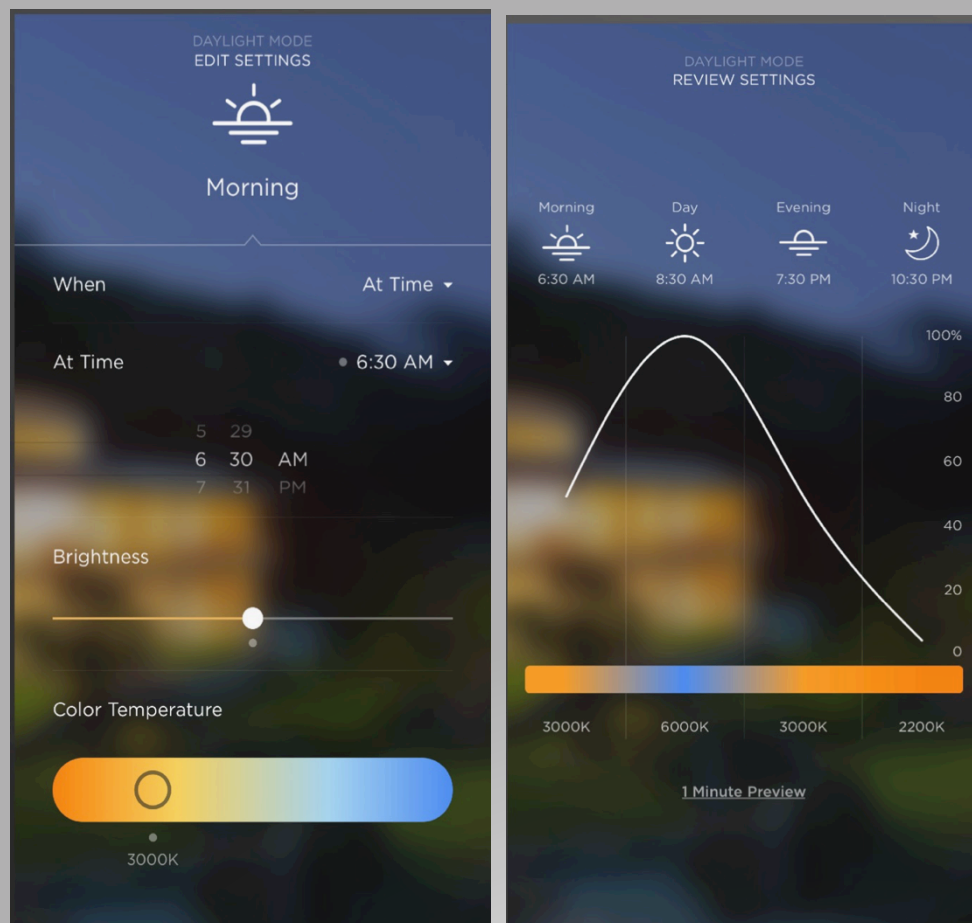 DAYLIGHT MODE
EDIT SETTINGS
Morning
When At Time
At Time 6:30 AM
5 29
6 30 AM
7 31 PM
Brightness
Color Temperature
3000K
DAYLIGHT MODE
REVIEW SETTINGS
Morning Day Evening Night
6:30 AM 8:30 AM 7:30 PM 10:30 PM
100%
80
60
40
20
0
3000K 6000K 3000K 2200K
1 Minute Preview